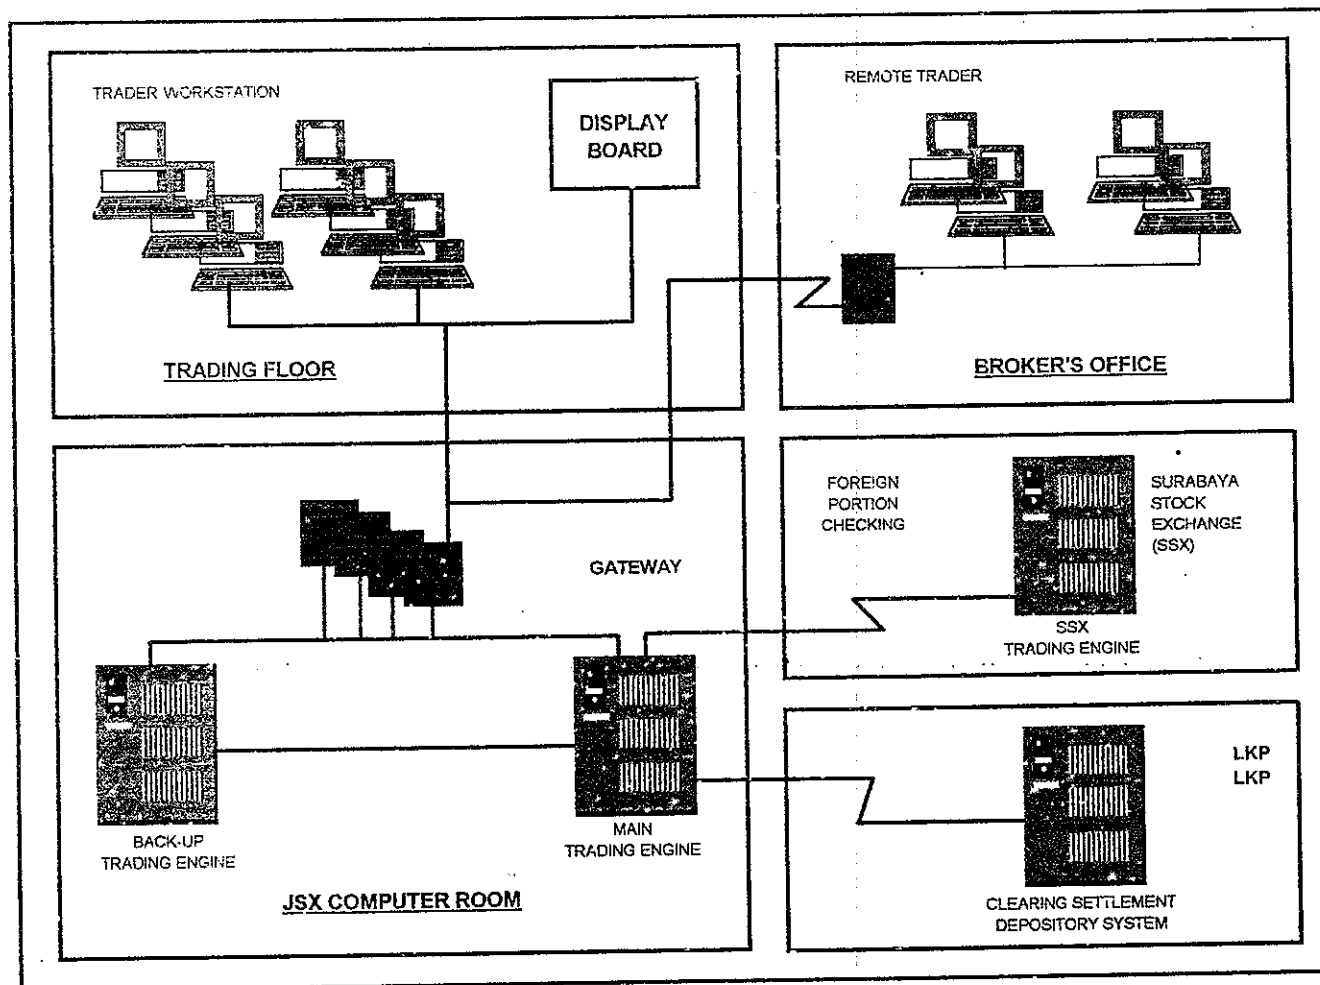 TRADER WORKSTATION
DISPLAY
BOARD
TRADING FLOOR
REMOTE TRADER
BROKER'S OFFICE
GATEWAY
BACK-UP
TRADING ENGINE
MAIN
TRADING ENGINE
JSX COMPUTER ROOM
FOREIGN
PORTION
CHECKING
SURABAYA
STOCK
EXCHANGE
(SSX)
SSX
TRADING ENGINE
LKP
LKP
CLEARING SETTLEMENT
DEPOSITORY SYSTEM